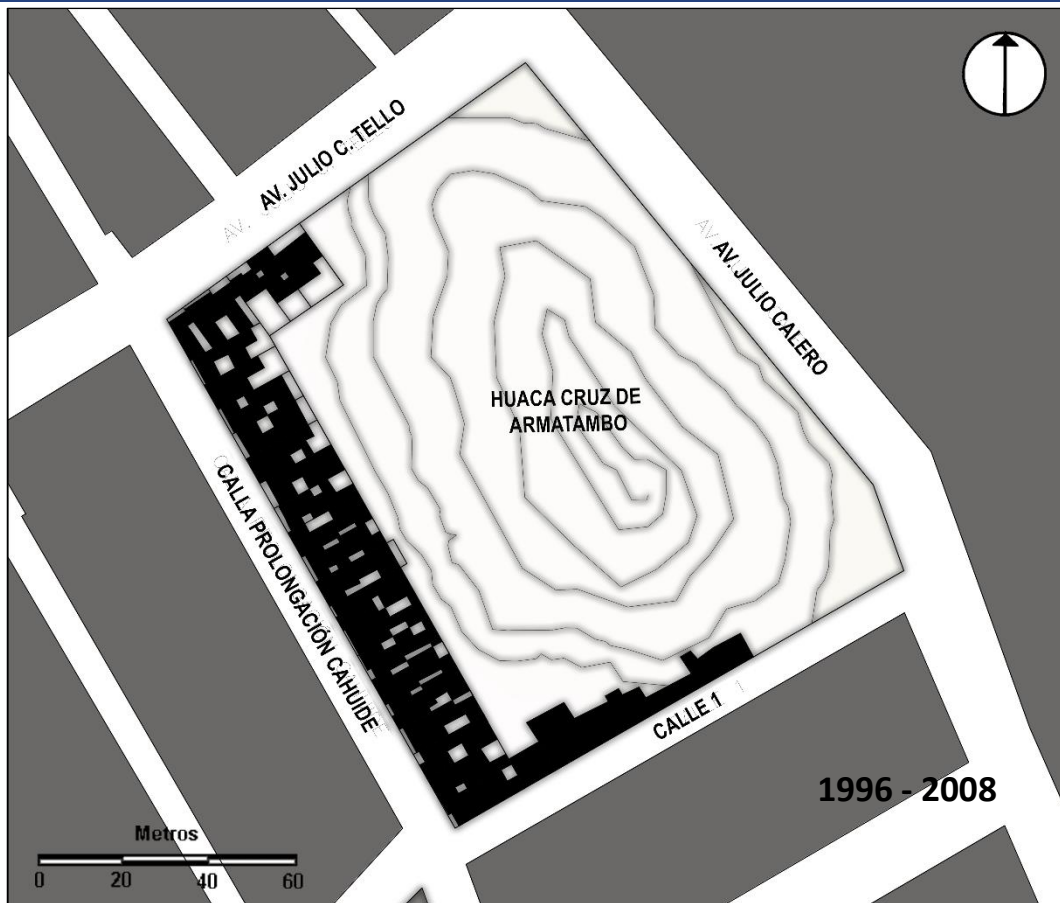 AV. JULIO C. TELLO
AV. JULIO CALERO
HUACA CRUZ DE
ARMATAMBO
CALLA PROLONGACIÓN CAHUIDE
CALLE 1
1996 - 2008
Metros
0 20 40 60